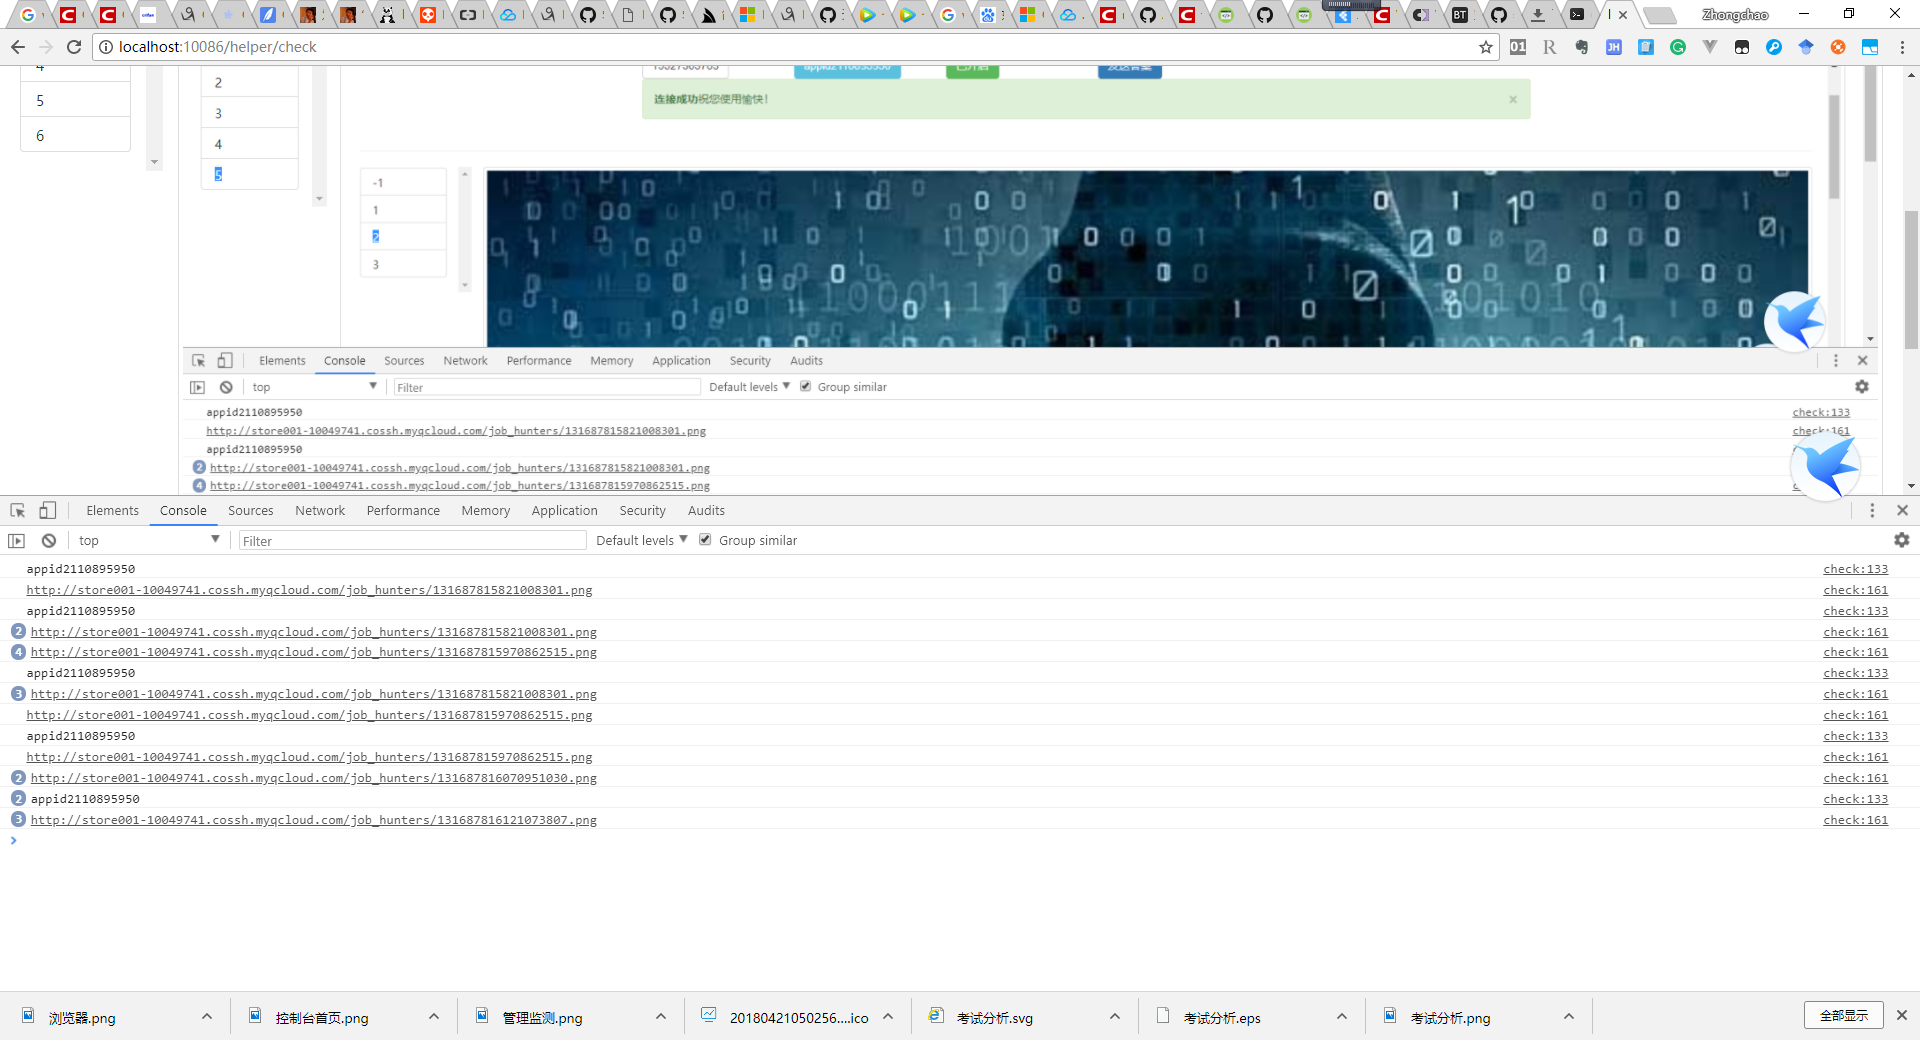 Zhongchao
localhost:10086/helper/check
4
5
6
2
3
4
5
appid2110895950
已开启
发送答案
连接成功祝您使用愉快!
×
-1
1
2
3
Elements Console Sources Network Performance Memory Application Security Audits
top Filter Default levels Group similar
appid2110895950 check:133
http://store001-10049741.cossh.myqcloud.com/job_hunters/131687815821008301.png check:161
appid2110895950
2 http://store001-10049741.cossh.myqcloud.com/job_hunters/131687815821008301.png
4 http://store001-10049741.cossh.myqcloud.com/job_hunters/131687815970862515.png
Elements Console Sources Network Performance Memory Application Security Audits
top Filter Default levels Group similar
appid2110895950 check:133
http://store001-10049741.cossh.myqcloud.com/job_hunters/131687815821008301.png check:161
appid2110895950 check:133
2 http://store001-10049741.cossh.myqcloud.com/job_hunters/131687815821008301.png check:161
4 http://store001-10049741.cossh.myqcloud.com/job_hunters/131687815970862515.png check:161
appid2110895950 check:133
3 http://store001-10049741.cossh.myqcloud.com/job_hunters/131687815821008301.png check:161
http://store001-10049741.cossh.myqcloud.com/job_hunters/131687815970862515.png check:161
appid2110895950 check:133
http://store001-10049741.cossh.myqcloud.com/job_hunters/131687815970862515.png check:161
2 http://store001-10049741.cossh.myqcloud.com/job_hunters/131687816070951030.png check:161
2 appid2110895950 check:133
3 http://store001-10049741.cossh.myqcloud.com/job_hunters/131687816121073807.png check:161
浏览器.png 控制台首页.png 管理监测.png 20180421050256....ico 考试分析.svg 考试分析.eps 考试分析.png 全部显示